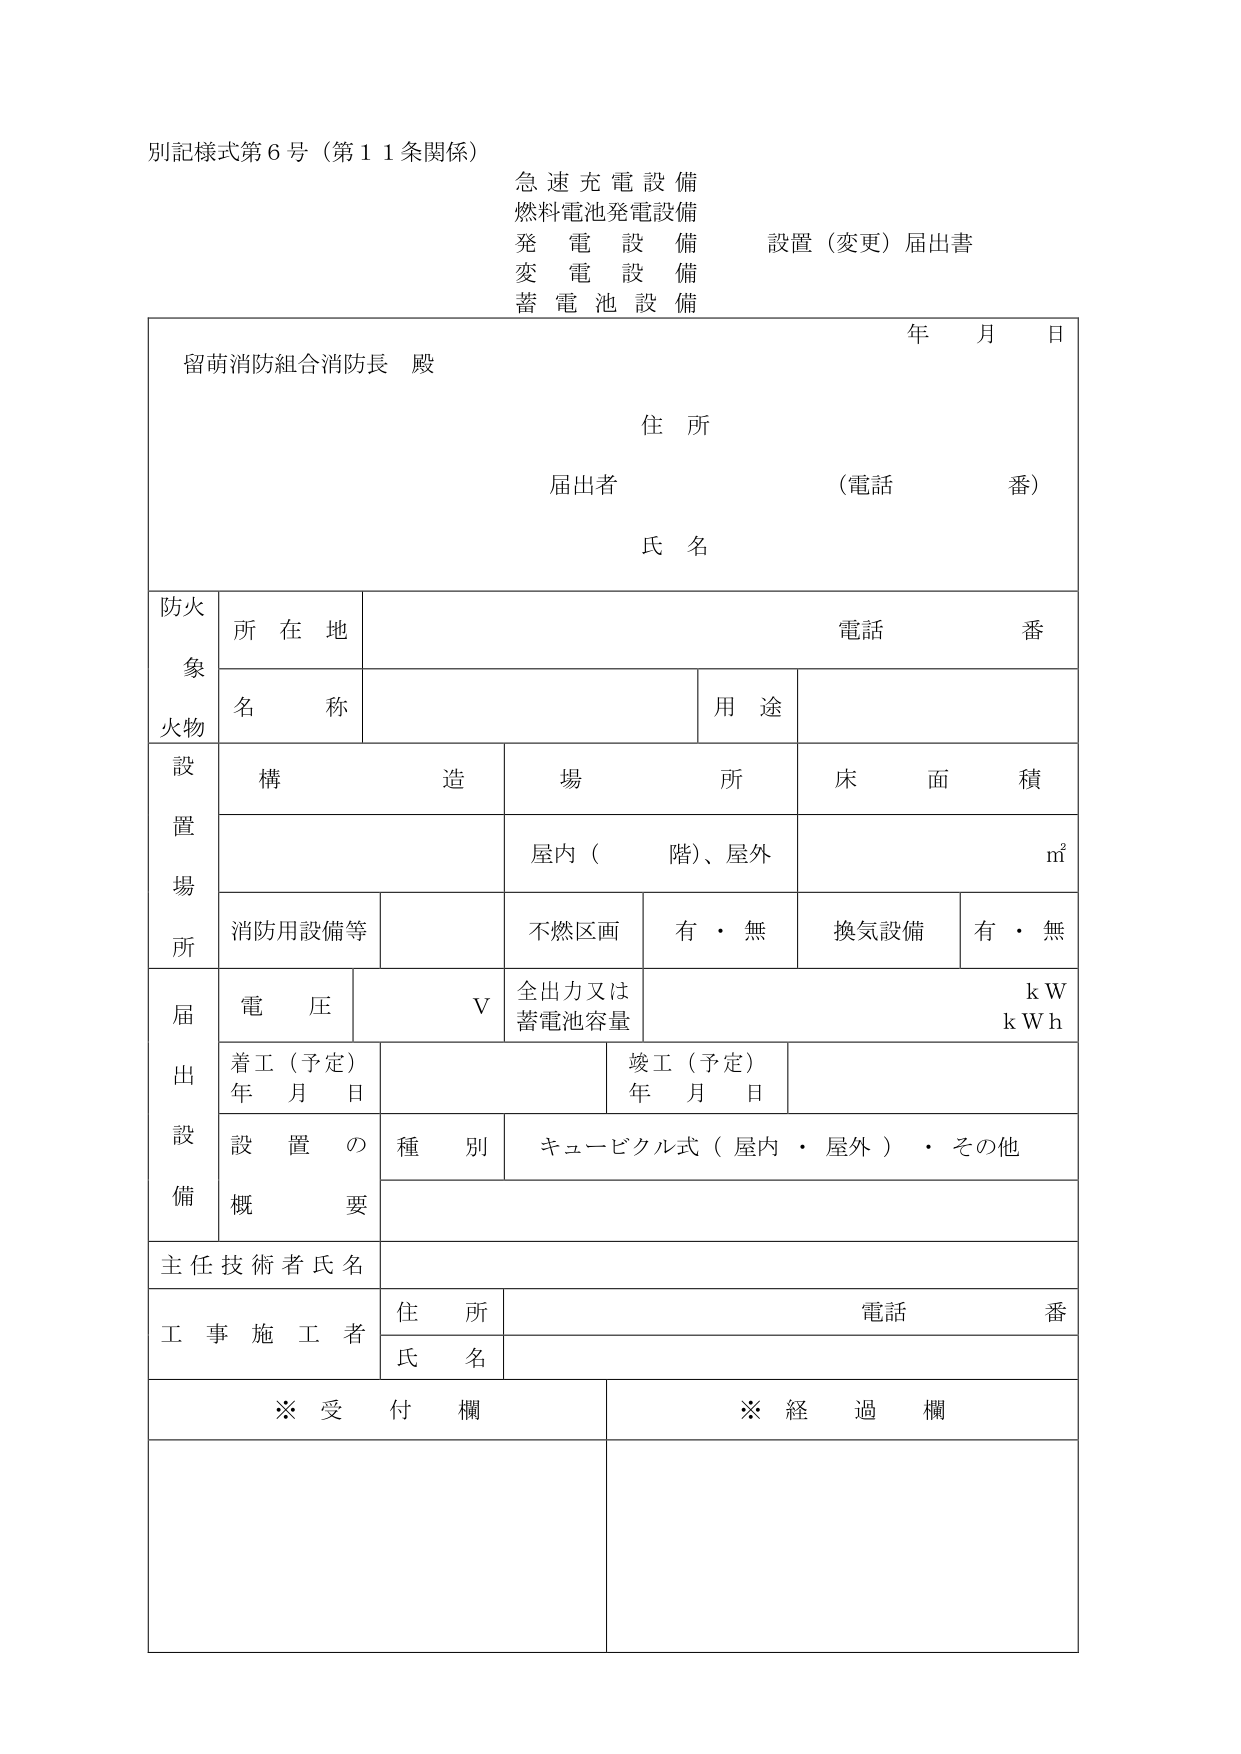 別記様式第６号（第１１条関係）
急速充電設備
燃料電池発電設備
発電設備　設置（変更）届出書
変電設備
蓄電池設備
年　月　日
留萌消防組合消防長　殿
住　所
届出者　（電話　番）
氏　名
防火
象
火物
所在地　電話　番
名称　用途
設置場所
構造　場所　床面積
屋内（　階）、屋外　㎡
消防用設備等　不燃区画　有・無　換気設備　有・無
届出設備
電圧　Ｖ　全出力又は
蓄電池容量　ｋＷ
ｋＷｈ
着工（予定）
年　月　日
竣工（予定）
年　月　日
設置の
概要
種別　キュービクル式（屋内・屋外）・その他
主任技術者氏名
工事施工者
住所　電話　番
氏名
※受付欄　※経過欄